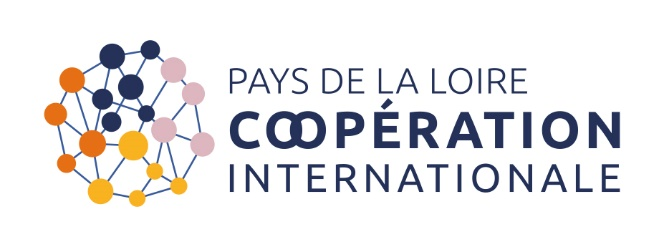 PAYS DE LA LOIRE
COOPÉRATION
INTERNATIONALE